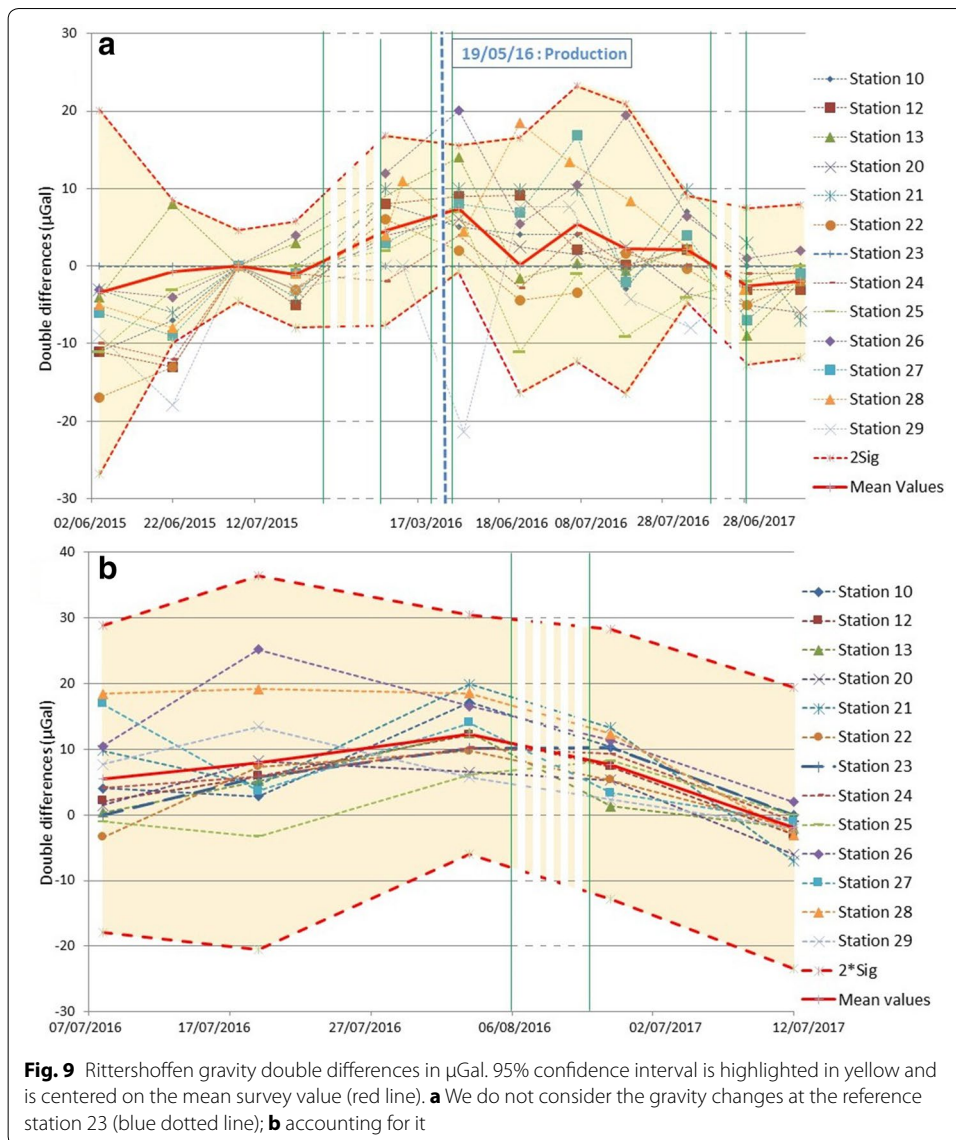 a
30
20
10
0
-10
-20
-30
Double differences (µGal)
19/05/16 : Production
02/06/2015
22/06/2015
12/07/2015
17/03/2016
18/06/2016
08/07/2016
28/07/2016
28/06/2017
Station 10
Station 12
Station 13
Station 20
Station 21
Station 22
Station 23
Station 24
Station 25
Station 26
Station 27
Station 28
Station 29
2Sig
Mean Values
b
40
30
20
10
0
-10
-20
-30
Double differences (µGal)
07/07/2016
17/07/2016
27/07/2016
6/08/2016
02/07/2017
12/07/2017
Station 10
Station 12
Station 13
Station 20
Station 21
Station 22
Station 23
Station 24
Station 25
Station 26
Station 27
Station 28
Station 29
2*Sig
Mean values
Fig. 9 Rittershoffen gravity double differences in µGal. 95% confidence interval is highlighted in yellow and
is centered on the mean survey value (red line). a We do not consider the gravity changes at the reference
station 23 (blue dotted line); b accounting for it